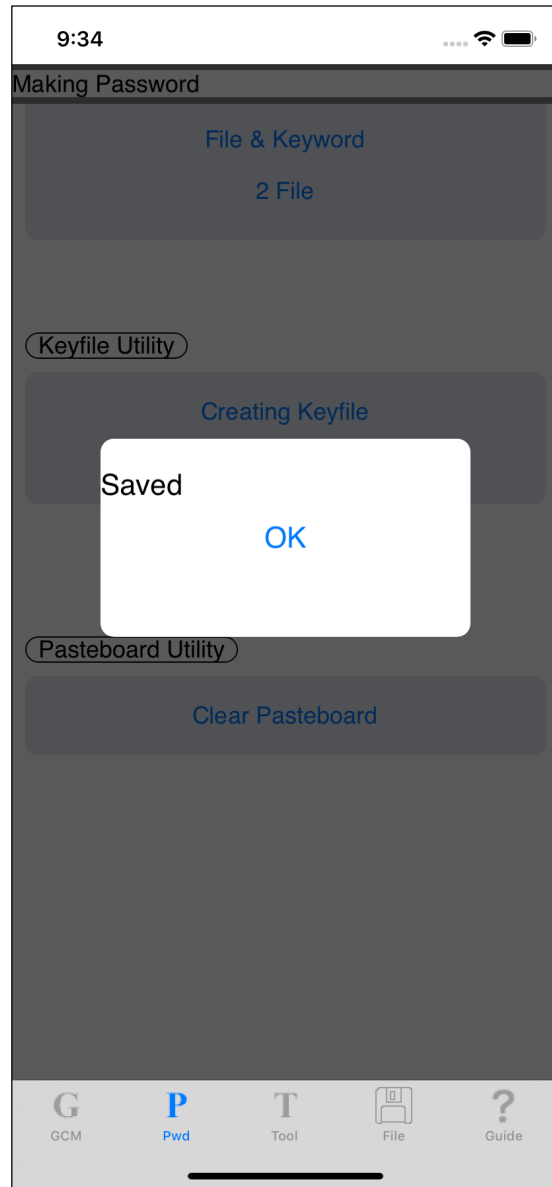 9:34
Making Password
File & Keyword
2 File
Keyfile Utility
Creating Keyfile
Saved
OK
Pasteboard Utility
Clear Pasteboard
G P T ?
GCM Pwd Tool File Guide